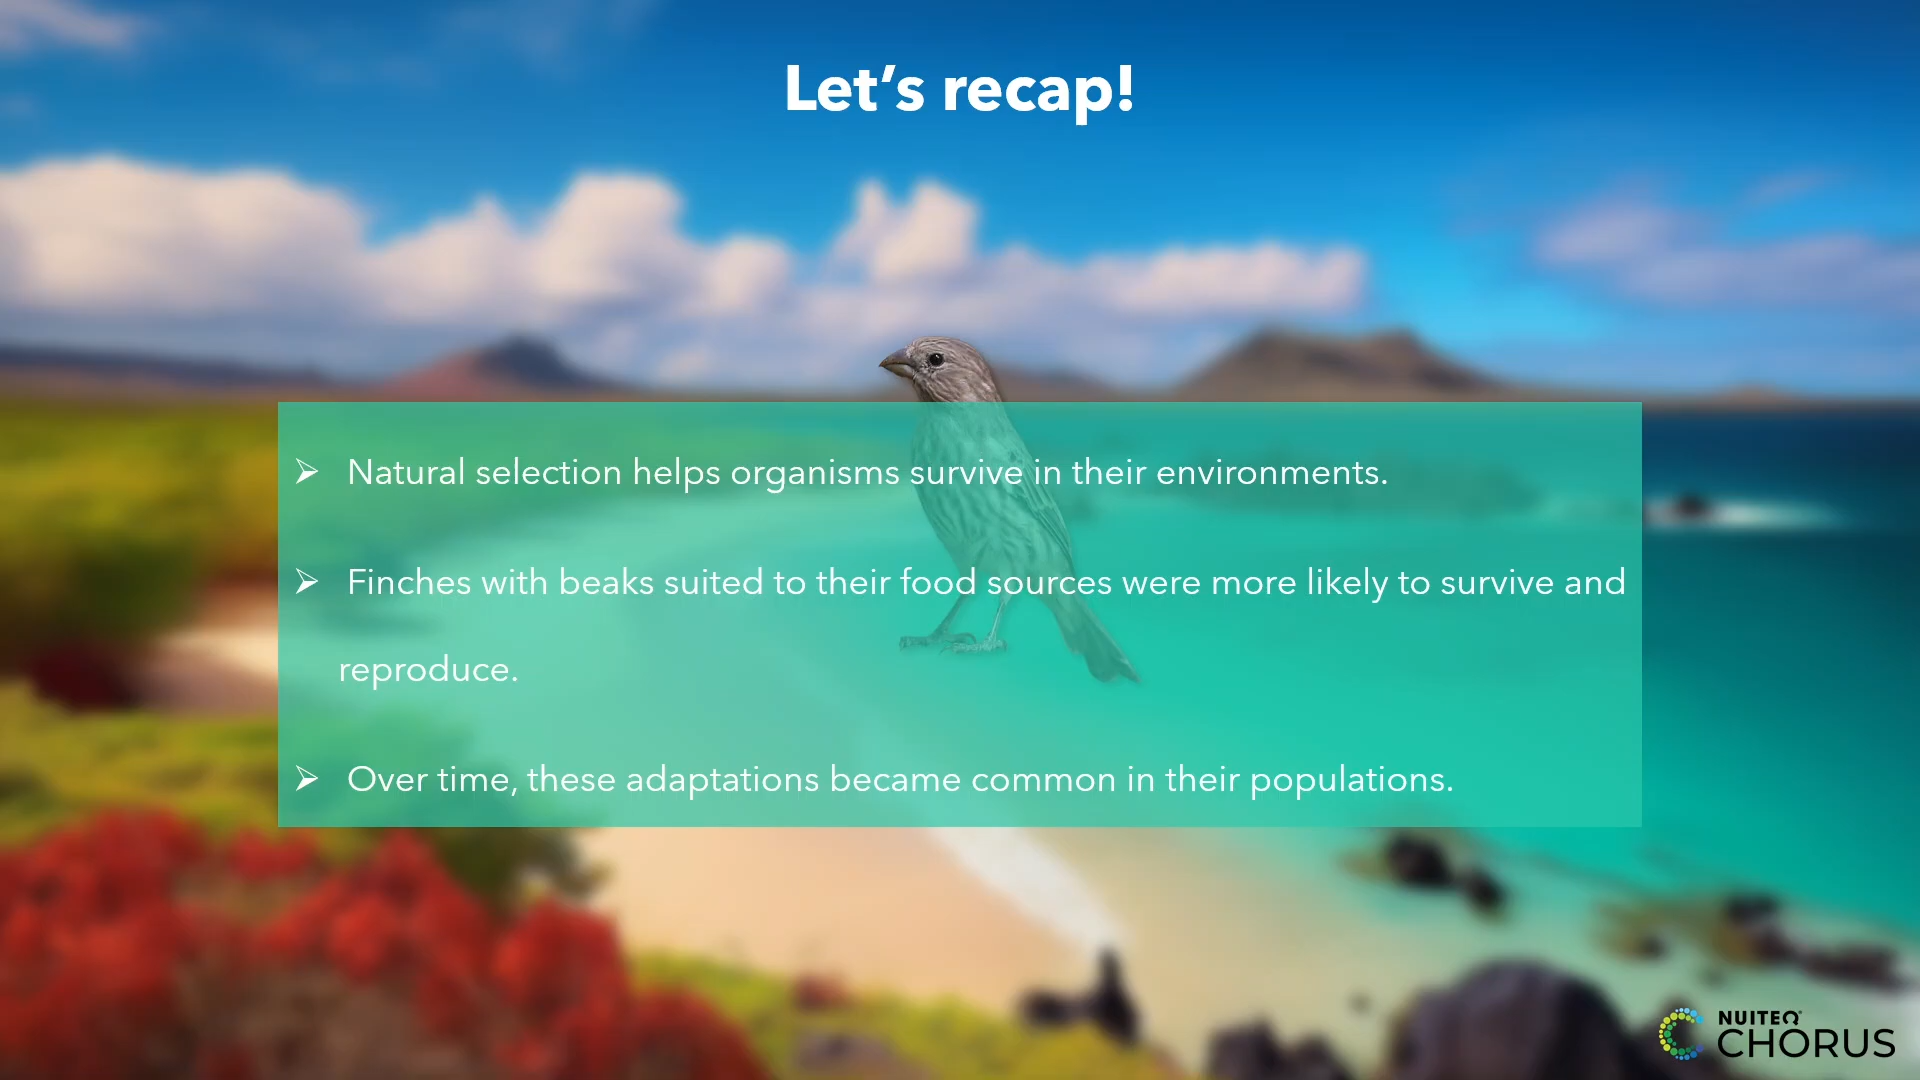 Let’s recap!
➢ Natural selection helps organisms survive in their environments.
➢ Finches with beaks suited to their food sources were more likely to survive and
reproduce.
➢ Over time, these adaptations became common in their populations.
NUITEQ
CHORUS